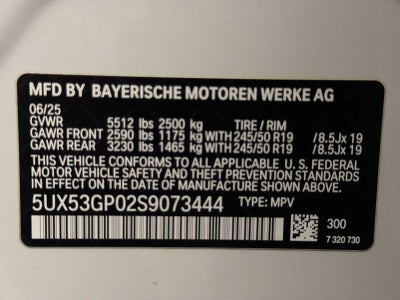 MFD BY BAYERISCHE MOTOREN WERKE AG
06/25
GVWR 5512 lbs 2500 kg TIRE / RIM
GAWR FRONT 2590 lbs 1175 kg WITH 245/50 R19 /8.5Jx 19
GAWR REAR 3230 lbs 1465 kg WITH 245/50 R19 /8.5Jx 19
THIS VEHICLE CONFORMS TO ALL APPLICABLE U. S. FEDERAL
MOTOR VEHICLE SAFETY AND THEFT PREVENTION STANDARDS IN
EFFECT ON THE DATE OF MANUFACTURE SHOWN ABOVE.
5UX53GP02S9073444 TYPE: MPV
300
7 320 730